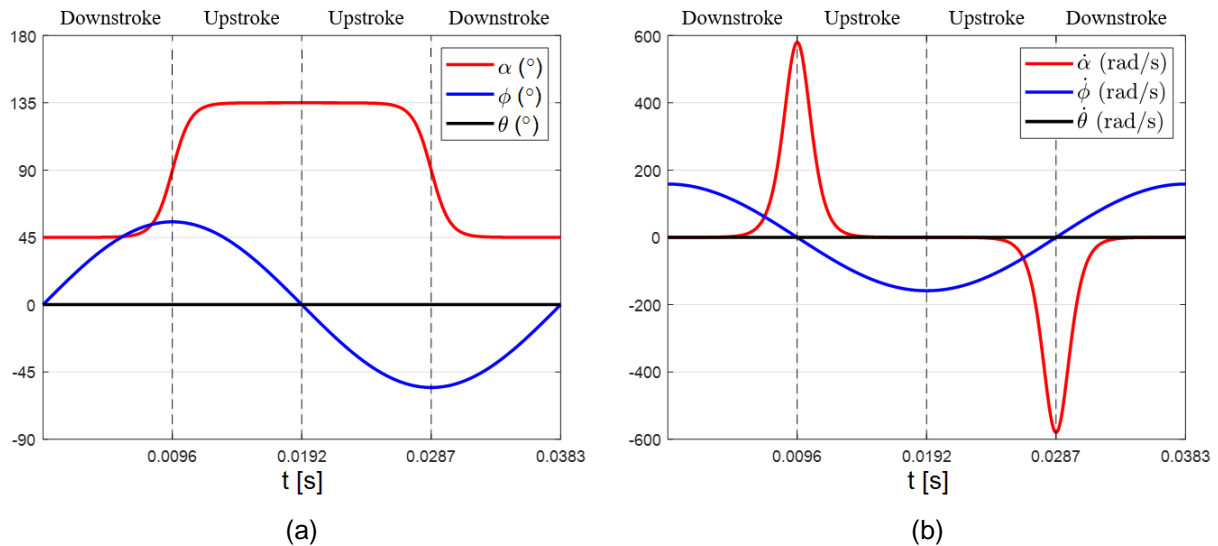 Downstroke Upstroke Upstroke Downstroke
180
135
90
45
0
-45
-90
α (°)
ϕ (°)
θ (°)
0.0096 0.0192 0.0287 0.0383
t [s]
(a)
Downstroke Upstroke Upstroke Downstroke
600
400
200
0
-200
-400
-600
α̇ (rad/s)
ϕ̇ (rad/s)
θ̇ (rad/s)
0.0096 0.0192 0.0287 0.0383
t [s]
(b)